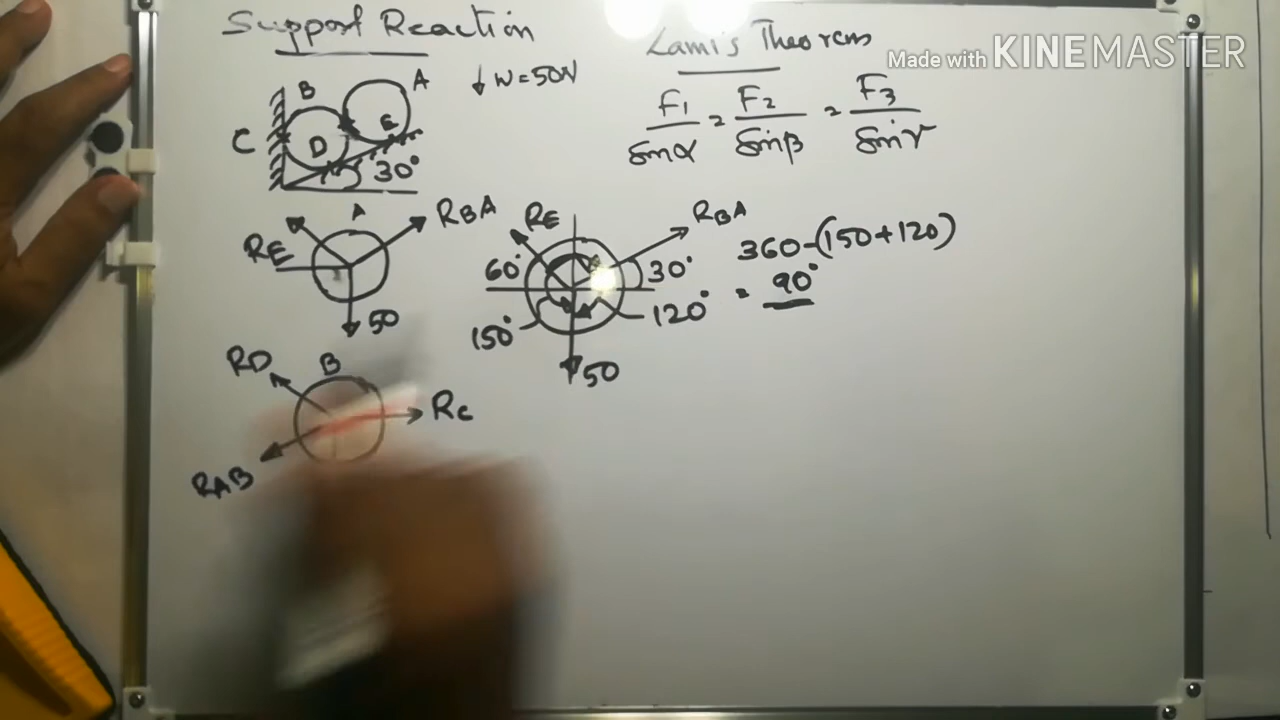 Support Reaction
Lami's Theorem
Made with KINEMASTER
↓ W = 50N
B A
C D E
30°
F1/sinα = F2/sinβ = F3/sinγ
A
RBA
RE
50
RE
RBA
60°
30°
150°
120°
50
360-(150+120)
= 90°
B
RD
RC
RAB